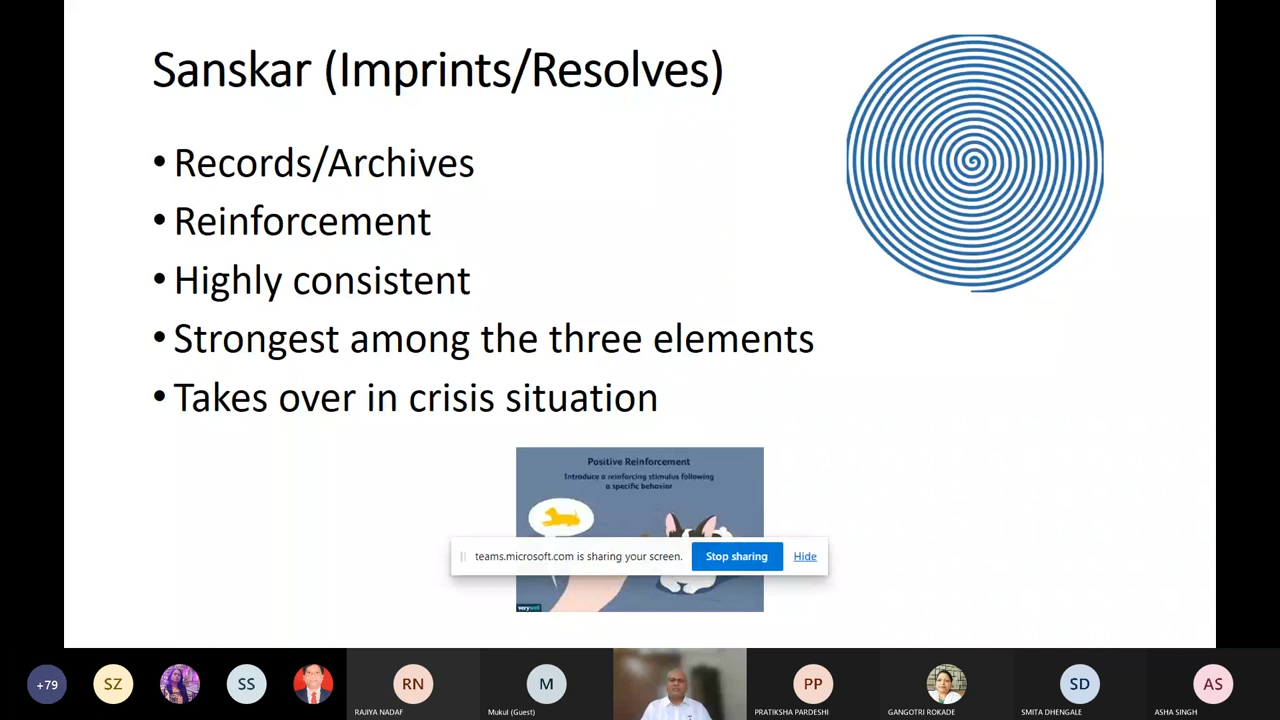 Sanskar (Imprints/Resolves)
• Records/Archives
• Reinforcement
• Highly consistent
• Strongest among the three elements
• Takes over in crisis situation
Positive Reinforcement
Introduce a reinforcing stimulus following
a specific behavior
teams.microsoft.com is sharing your screen. Stop sharing Hide
verywell
+79 SZ SS RN M PP SD AS
RAJIYA NADAF Mukul (Guest) PRATIKSHA PARDESHI GANGOTRI ROKADE SMITA DHENGALE ASHA SINGH